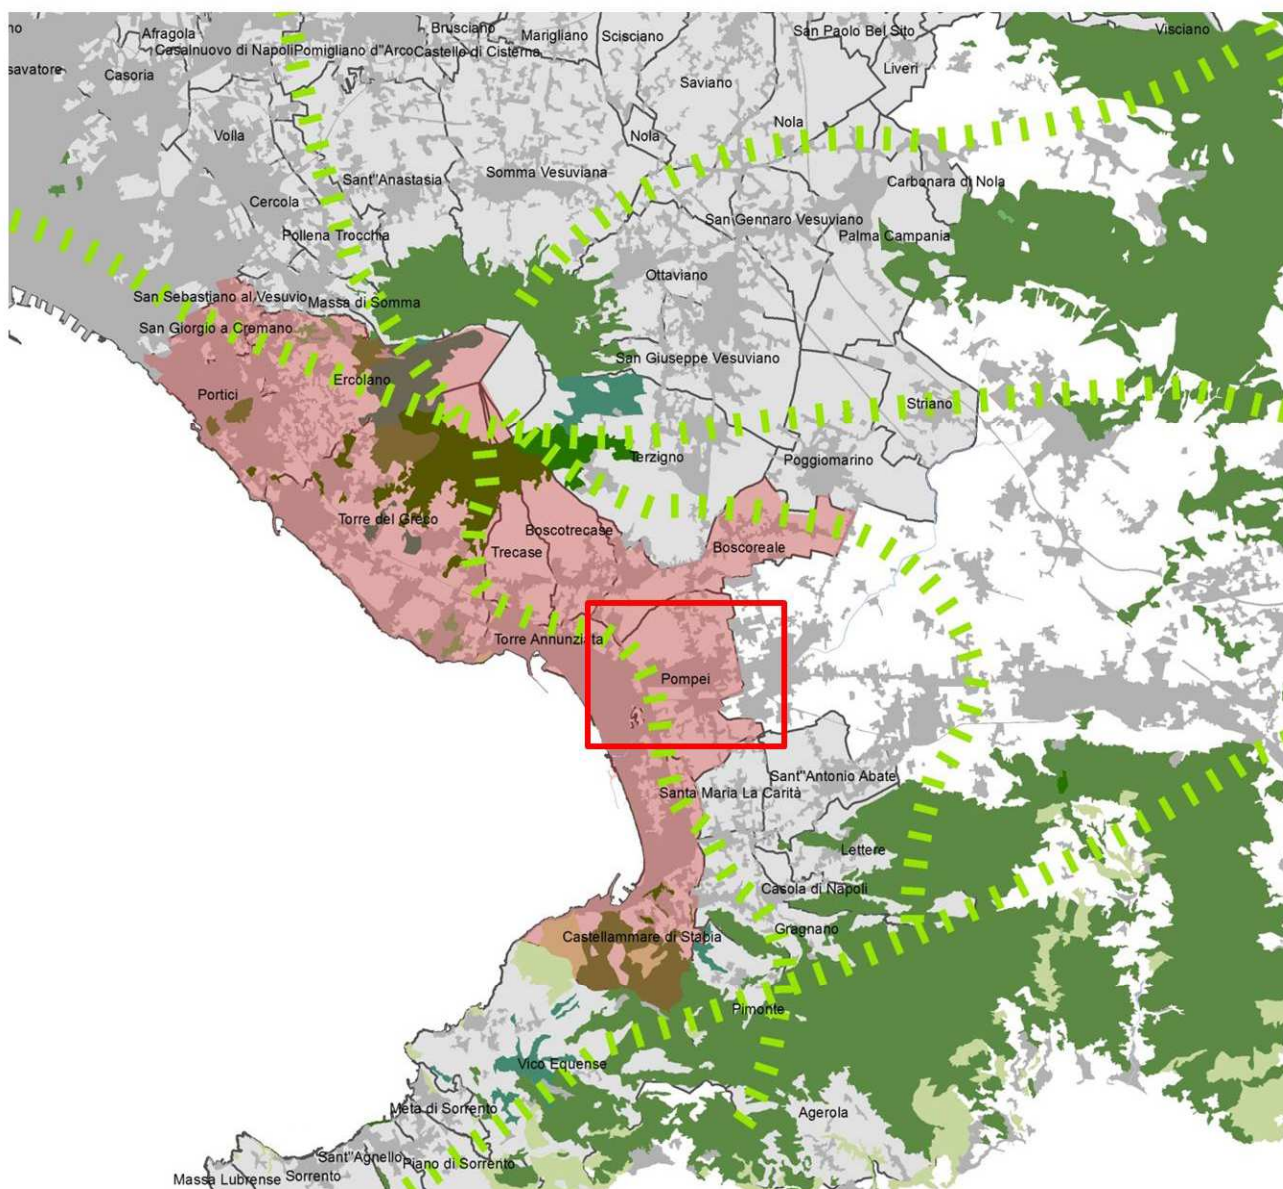 no
Afragola
Brusciano
Marigliano
Scisciano
San Paolo Bel Sito
Visciano
Casalnuovo di Napoli
Pomigliano d"Arco
Castello di Cisterna
savatore
Casoria
Saviano
Liveri
Volla
Nola
Nola
Sant"Anastasia
Somma Vesuviana
Carbonara di Nola
Cercola
San Gennaro Vesuviano
Pollena Trocchia
Palma Campania
Ottaviano
San Sebastiano al Vesuvio
Massa di Somma
San Giorgio a Cremano
San Giuseppe Vesuviano
Ercolano
Portici
Striano
Terzigno
Poggiomarino
Torre del Greco
Boscotrecase
Trecase
Boscoreale
Torre Annunziata
Pompei
Sant"Antonio Abate
Santa Maria La Carità
Lettere
Casola di Napoli
Castellammare di Stabia
Gragnano
Pimonte
Vico Equense
Meta di Sorrento
Agerola
Sant"Agnello
Piano di Sorrento
Massa Lubrense
Sorrento